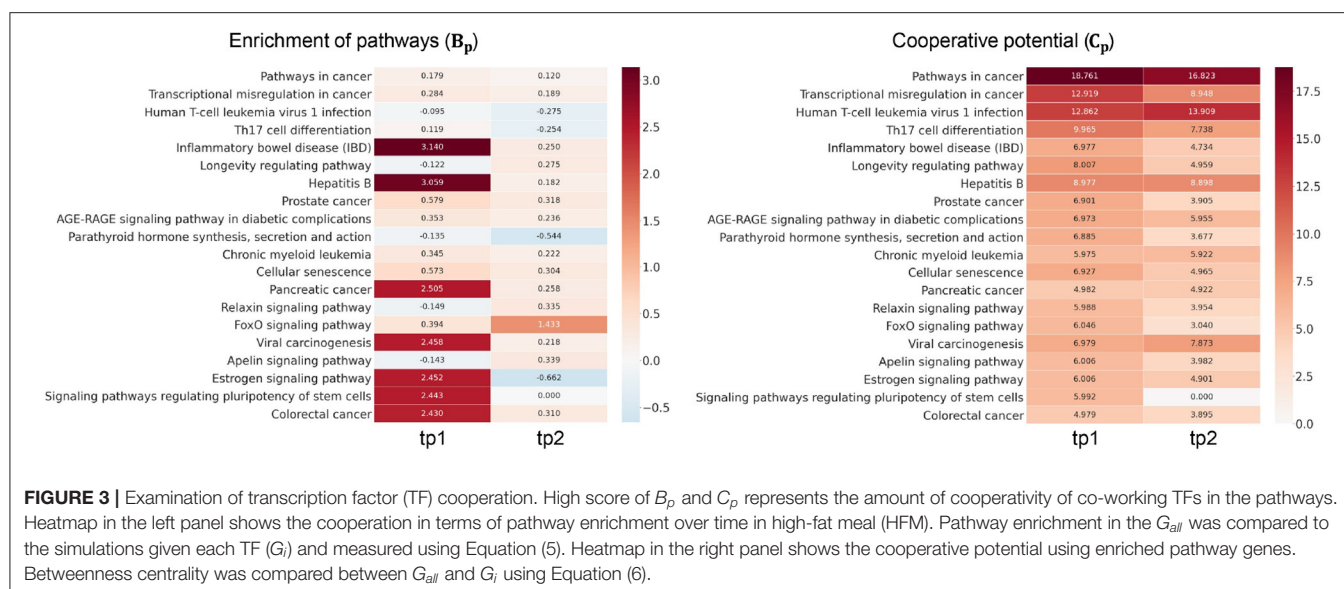 Enrichment of pathways (Bp)
Pathways in cancer 0.179 0.120
Transcriptional misregulation in cancer 0.284 0.189
Human T-cell leukemia virus 1 infection -0.095 -0.275
Th17 cell differentiation 0.119 -0.254
Inflammatory bowel disease (IBD) 3.140 0.250
Longevity regulating pathway -0.122 0.275
Hepatitis B 3.059 0.182
Prostate cancer 0.579 0.318
AGE-RAGE signaling pathway in diabetic complications 0.353 0.236
Parathyroid hormone synthesis, secretion and action -0.135 -0.544
Chronic myeloid leukemia 0.345 0.222
Cellular senescence 0.573 0.304
Pancreatic cancer 2.505 0.258
Relaxin signaling pathway -0.149 0.335
FoxO signaling pathway 0.394 1.433
Viral carcinogenesis 2.458 0.218
Apelin signaling pathway -0.143 0.339
Estrogen signaling pathway 2.452 -0.662
Signaling pathways regulating pluripotency of stem cells 2.443 0.000
Colorectal cancer 2.430 0.310
tp1 tp2
3.0
2.5
2.0
1.5
1.0
0.5
0.0
−0.5
Cooperative potential (Cp)
Pathways in cancer 18.761 16.823
Transcriptional misregulation in cancer 12.919 8.948
Human T-cell leukemia virus 1 infection 12.862 13.909
Th17 cell differentiation 9.965 7.738
Inflammatory bowel disease (IBD) 6.977 4.734
Longevity regulating pathway 8.007 4.959
Hepatitis B 8.977 8.898
Prostate cancer 6.901 3.905
AGE-RAGE signaling pathway in diabetic complications 6.973 5.955
Parathyroid hormone synthesis, secretion and action 6.885 3.677
Chronic myeloid leukemia 5.975 5.922
Cellular senescence 6.927 4.965
Pancreatic cancer 4.982 4.922
Relaxin signaling pathway 5.988 3.954
FoxO signaling pathway 6.046 3.040
Viral carcinogenesis 6.979 7.873
Apelin signaling pathway 6.006 3.982
Estrogen signaling pathway 6.006 4.901
Signaling pathways regulating pluripotency of stem cells 5.992 0.000
Colorectal cancer 4.979 3.895
tp1 tp2
17.5
15.0
12.5
10.0
7.5
5.0
2.5
0.0
FIGURE 3 | Examination of transcription factor (TF) cooperation. High score of Bp and Cp represents the amount of cooperativity of co-working TFs in the pathways.
Heatmap in the left panel shows the cooperation in terms of pathway enrichment over time in high-fat meal (HFM). Pathway enrichment in the Gall was compared to
the simulations given each TF (Gi) and measured using Equation (5). Heatmap in the right panel shows the cooperative potential using enriched pathway genes.
Betweenness centrality was compared between Gall and Gi using Equation (6).